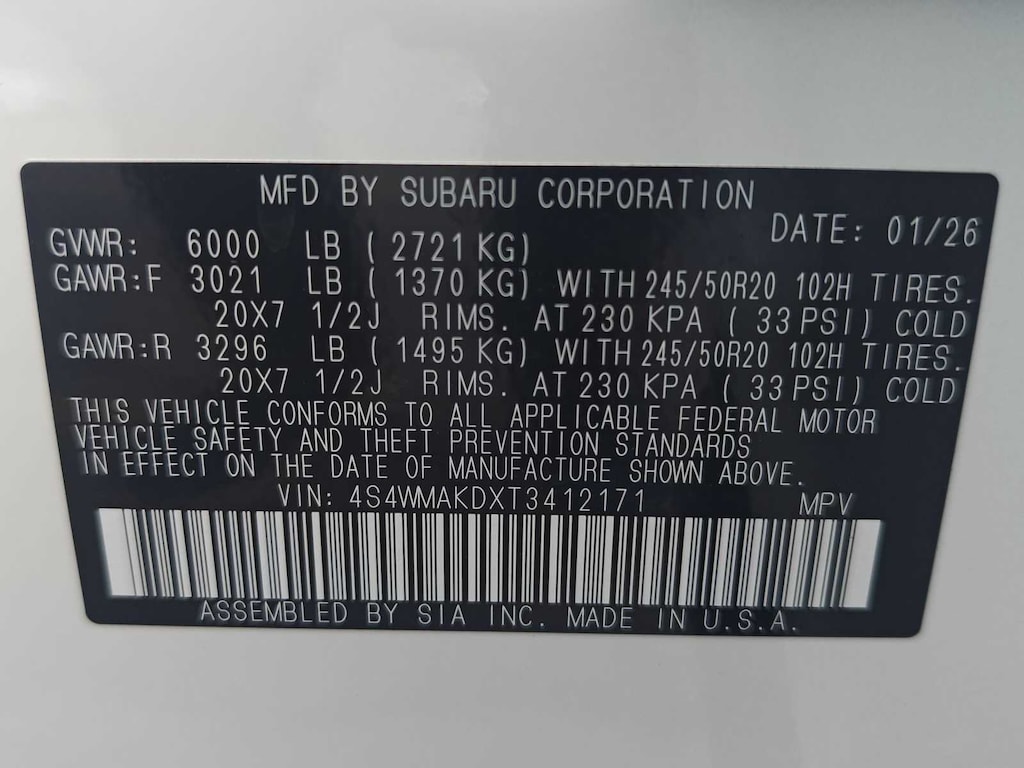 MFD BY SUBARU CORPORATION
DATE: 01/26
GVWR: 6000 LB ( 2721 KG)
GAWR:F 3021 LB ( 1370 KG) WITH 245/50R20 102H TIRES.
20X7 1/2J RIMS. AT 230 KPA ( 33 PSI) COLD
GAWR:R 3296 LB ( 1495 KG) WITH 245/50R20 102H TIRES.
20X7 1/2J RIMS. AT 230 KPA ( 33 PSI) COLD
THIS VEHICLE CONFORMS TO ALL APPLICABLE FEDERAL MOTOR
VEHICLE SAFETY AND THEFT PREVENTION STANDARDS
IN EFFECT ON THE DATE OF MANUFACTURE SHOWN ABOVE.
VIN: 4S4WMAKDXT3412171 MPV
ASSEMBLED BY SIA INC. MADE IN U.S.A.